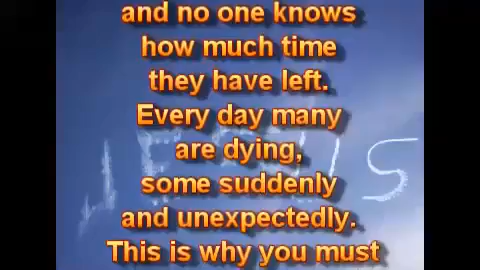 and no one knows
how much time
they have left.
Every day many
are dying,
JESUS
some suddenly
and unexpectedly.
This is why you must